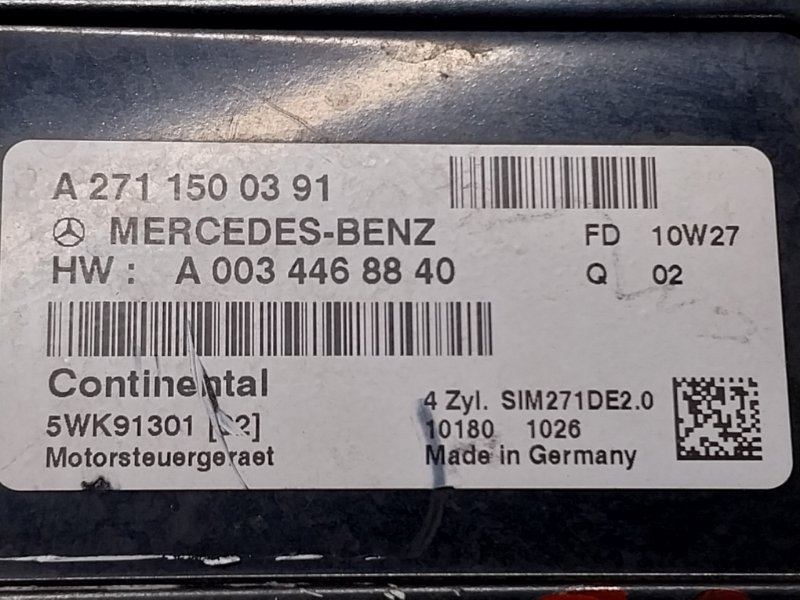 A 271 150 03 91
MERCEDES-BENZ
FD 10W27
HW: A 003 446 88 40
Q 02
Continental
5WK91301
Motorsteuergeraet
4 Zyl. SIM271DE2.0
10180 1026
Made in Germany